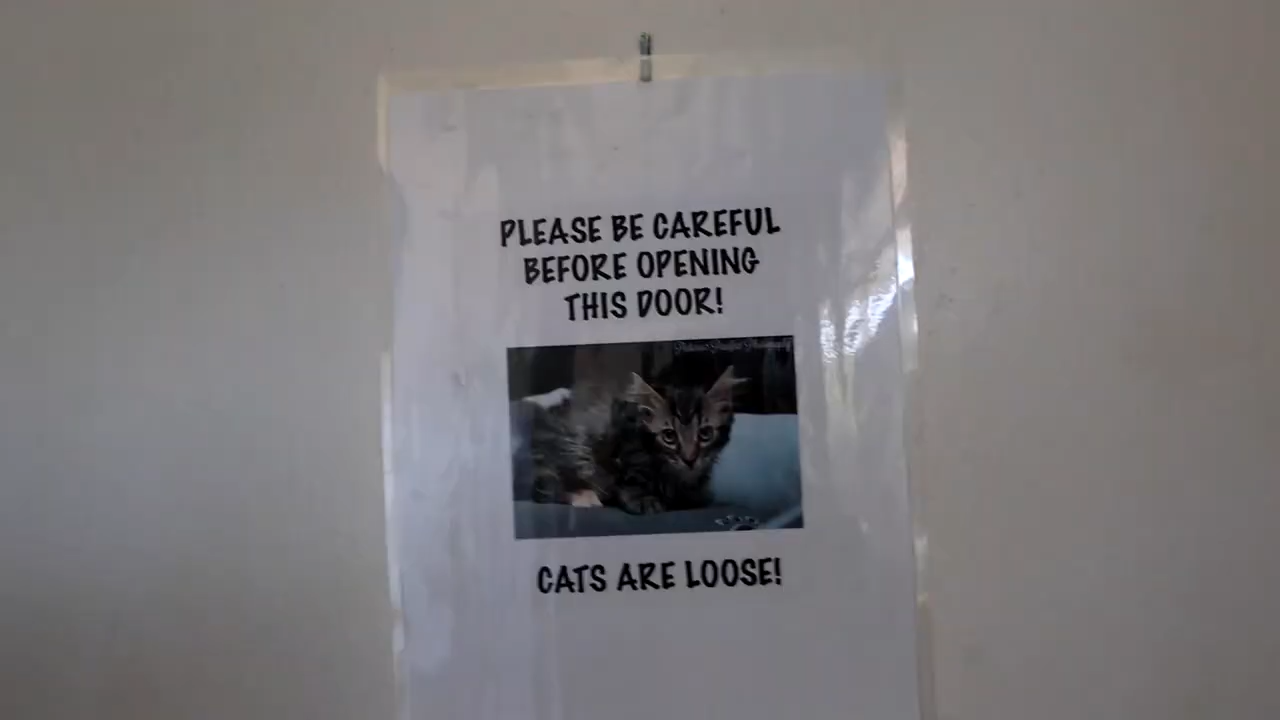 PLEASE BE CAREFUL
BEFORE OPENING
THIS DOOR!
CATS ARE LOOSE!